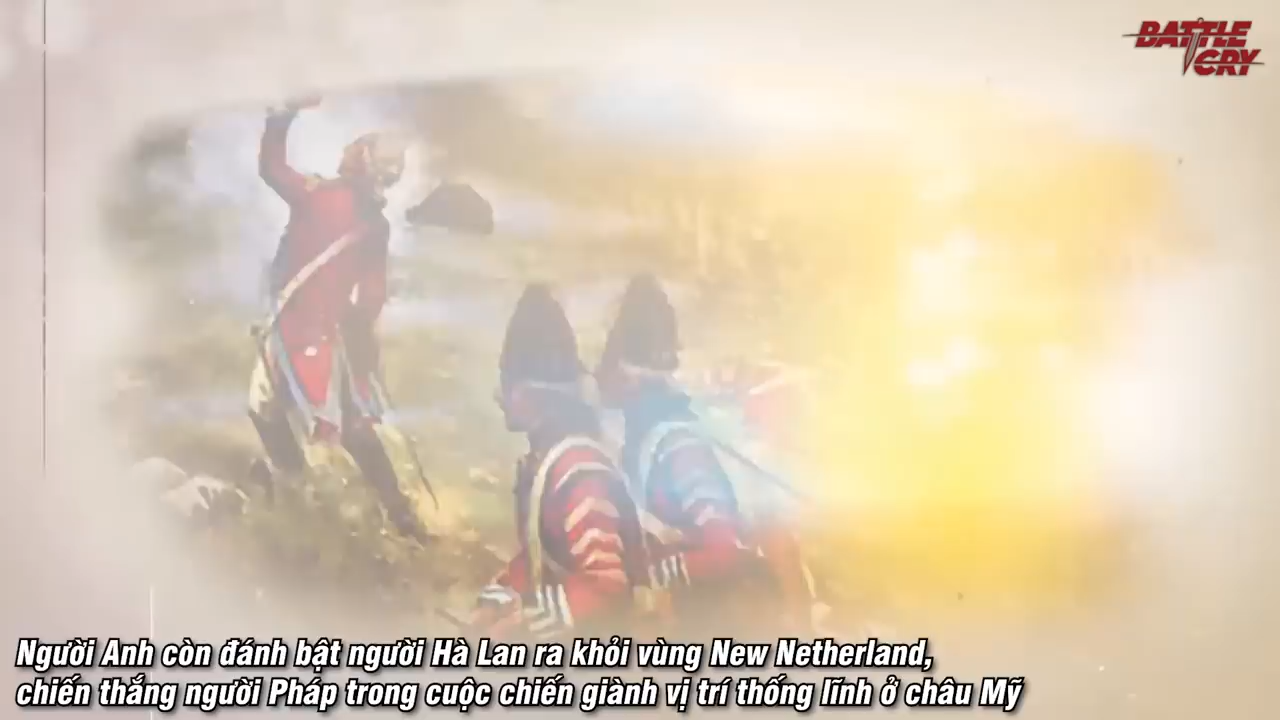 BATTLE
CRY
Người Anh còn đánh bật người Hà Lan ra khỏi vùng New Netherland,
chiến thắng người Pháp trong cuộc chiến giành vị trí thống lĩnh ở châu Mỹ